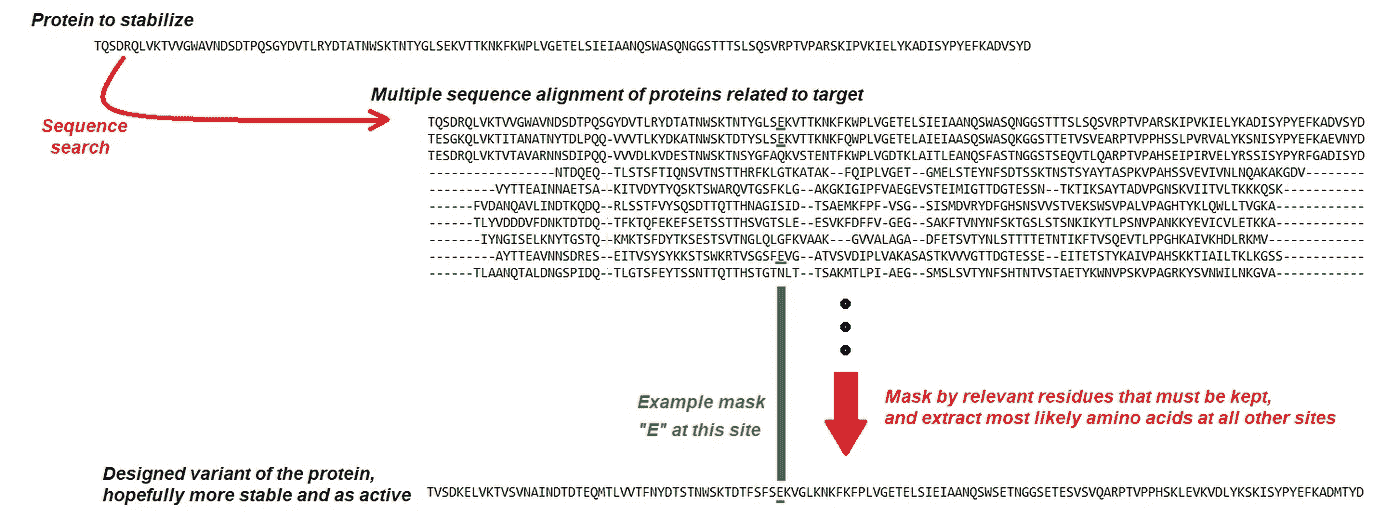 Protein to stabilize
TQSDRQLVKTVVGWAVNDSDTPQSGYDVTLRYDTATNWSKTNTYGLSEKVTTKNKFKWPLVGETELSIEIAANQSWASQNGGSTTTSLSQSVRPTVPARSKIPVKIELYKADISYPYEFKADVSYD
Multiple sequence alignment of proteins related to target
Sequence
search
TQSDRQLVKTVVGWAVNDSDTPQSGYDVTLRYDTATNWSKTNTYGLSEKVTTKNKFKWPLVGETELSIEIAANQSWASQNGGSTTTSLSQSVRPTVPARSKIPVKIELYKADISYPYEFKADVSYD
TESGKQLVKTITANATNYTDLPQQ-VVVTLKYDKATNWSKTDTYSLSEKVTTKNKFQWPLVGETELSIEIAANQSWASQKGGSTTETVSVEARPTVPPHSSLPVRVALYKSNISYPYEFKAEVNYD
TESDRQLVKTVTAVARNNSDIPQQ-VVVDLKVDESTNWSKTNSYGFAQKVSTENTFKWPLVGDTKLAITLEANQSFASTNGGSTSEQVTLQARPTVPAHSEIPIRVELYRSSISYPYRFGADISYD
-----------------NTDQEQ--TLSTSFTIQNSVTNSTTHRFKLGTKATAK--FQIPLVGET--GMELSTEYNFSDTSSKTNSTSYAYTASPKVPAHSSVEVIVNLNQAKAKGDV--------
---------VYTTEAINNAETSA--KITVDYTYQSKTSWARQVTGSFKLG--AKGKIGIPFVAEGEVSTEIMIGTTDGTESSN--TKTIKSAYADVPGNSKVIITVLTKKKQSK-----------
------FVDANQAVLINDTKQDQ--RLSSTFVYSQSDTTQTTHNAGISID--TSAEMKFPF-VSG--SISMDVRYDFGHSNSVVSTVEKSWSVPALVPAGHTYKLQWLLTVGKA------------
------TLYVDDDVFDNKTDTDQ--TFKTQFEKEFSETSSTTHSVGTSLE--ESVKFDFFV-GEG--SAKFTVNYNFSKTGSLSTSNKIKYTLPSNVPANKKYEVICVLETKKA------------
-------IYNGISELKNYTGSTQ--KMKTSFDYTKSESTSVTNGLQLGFKVAAK---GVVALAGA--DFETSVTYNLSTTTTETNTIKFTVSQEVTLPPGHKAIVKHDLRKMV-------------
---------AYTTEAVNNSDRES--EITVSYSYKKSTSWKRTVSGSFEVG--ATVSVDIPLVAKASASTKVVVGTTDGTESSE--EITETSTYKAIVPAHSKKTIAILTKLKGSS-----------
------TLAANQTALDNGSPIDQ--TLGTSFEYTSSNTTQTTHSTGTNLT--TSAKMTLPI-AEG--SMSLSVTYNFSHTNTVSTAETYKWNVPSKVPAGRKYSVNWILNKGVA------------
Example mask
"E" at this site
Mask by relevant residues that must be kept,
and extract most likely amino acids at all other sites
Designed variant of the protein,
hopefully more stable and as active
TVSDKELVKTVSVNAINDTDTEQMTLVVTFNYDTSTNWSKTDTFSFSEKVGLKNKFKFPLVGETELSIEIAANQSWSETNGGSETESVSVQARPTVPPHSKLEVKVDLYKSKISYPYEFKADMTYD